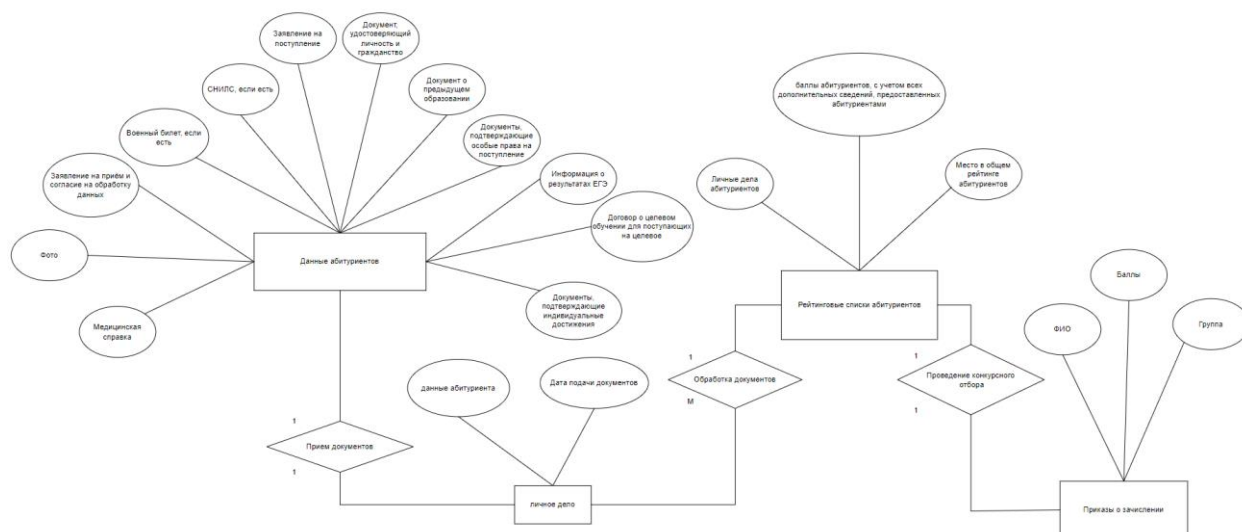 Заявление на
поступление
Документ,
удостоверяющий
личность и
гражданство
СНИЛС, если есть
Документ о
предыдущем
образовании
Военный билет, если
есть
Документы,
подтверждающие
особые права на
поступление
Заявление на приём и
согласие на обработку
данных
Информация о
результатах ЕГЭ
Фото
Данные абитуриентов
Договор о целевом
обучении для поступающих
на целевое
Медицинская
справка
Документы,
подтверждающие
индивидуальные
достижения
баллы абитуриентов, с учетом всех
дополнительных сведений, предоставленных
абитуриентами
Личные дела
абитуриентов
Место в общем
рейтинге
абитуриентов
Рейтинговые списки абитуриентов
Баллы
ФИО
Группа
1
Обработка документов
М
1
Проведение конкурсного
отбора
1
данные абитуриента
Дата подачи документов
1
Прием документов
1
личное дело
Приказы о зачислении